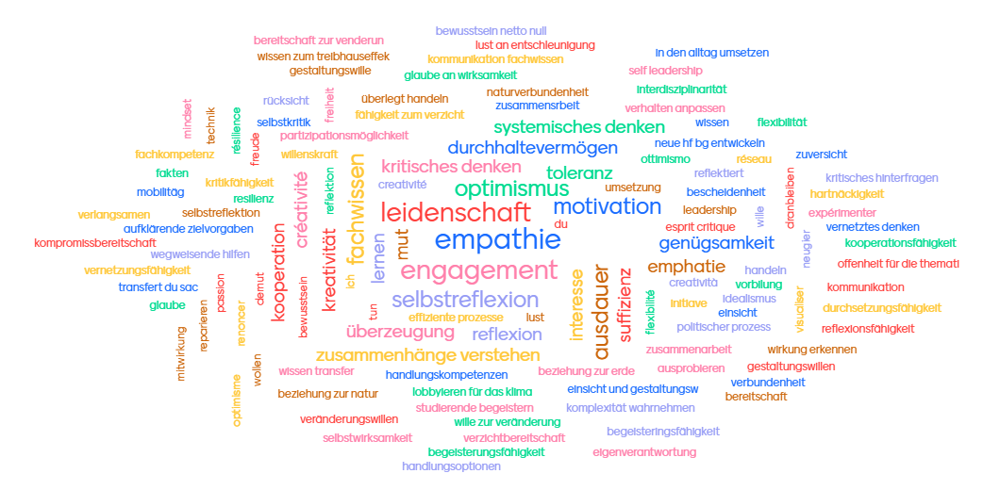 bewusstsein netto null
bereitschaft zur venderun
lust an entschleunigung
in den alltag umsetzen
wissen zum treibhauseffek
kommunikation fachwissen
gestaltungswille
glaube an wirksamkeit
self leadership
interdisziplinarität
naturverbundenheit
rücksicht
freiheit
überlegt handeln
zusammensrbeit
verhalten anpassen
mindset
technik
résilience
selbstkritik
fähigkeit zum verzicht
systemisches denken
wissen
flexibilität
freude
partizipationsmöglichkeit
durchhaltevermögen
neue hf bg entwickeln
fachkompetenz
willenskraft
kritisches denken
ottimismo
réseau
zuversicht
fakten
kritikfähigkeit
créativité
reflektion
fachwissen
creativité
toleranz
reflektiert
kritisches hinterfragen
mobilitäg
resilienz
optimismus
umsetzung
bescheidenheit
dranbleiben
hartnäckigkeit
verlangsamen
selbstreflektion
leidenschaft
motivation
leadership
wille
expérimenter
aufklärende zielvorgaben
du
esprit critique
vernetztes denken
kompromissbereitschaft
kooperation
kreativität
lernen
mut
empathie
genügsamkeit
neugier
kooperationsfähigkeit
wegweisende hilfen
vernetzungsfähigkeit
ich
engagement
emphatie
handeln
offenheit für die themati
transfert du sac
passion
demut
bewusstsein
creatività
vorbilung
kommunikation
glaube
selbstreflexion
interesse
ausdauer
suffizienz
flexibilité
initiave
idealismus
visualiser
durchsetzungsfähigkeit
reparieren
renoncer
tun
effiziente prozesse
lust
einsicht
mitwirkung
überzeugung
reflexion
politischer prozess
reflexionsfähigkeit
wollen
zusammenhänge verstehen
zusammenarbeit
wirkung erkennen
optimisme
wissen transfer
handlungskompetenzen
beziehung zur erde
ausprobieren
gestaltungswillen
beziehung zur natur
lobbyieren für das klima
einsicht und gestaltungsw
verbundenheit
bereitschaft
studierende begeistern
komplexität wahrnehmen
veränderungswillen
wille zur veränderung
selbstwirksamkeit
verzichtbereitschaft
begeisteringsfähigkeit
begeisterungsfähigkeit
eigenverantwortung
handlungsoptionen